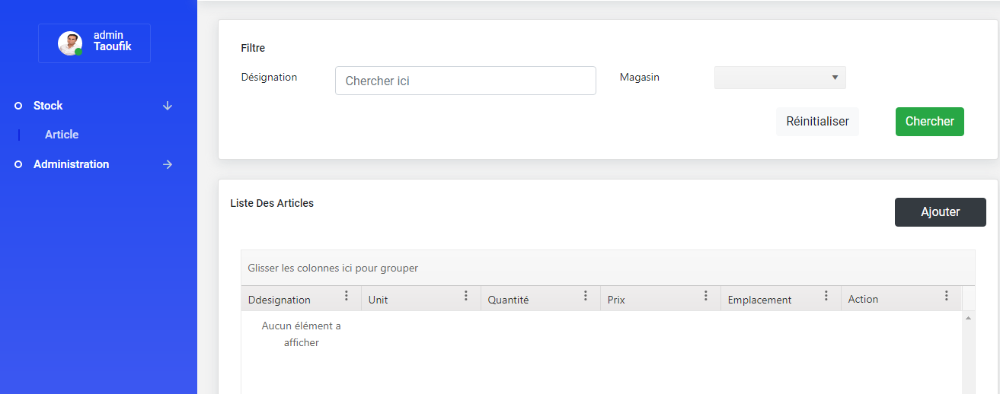 admin
Taoufik
Stock
Article
Administration
Filtre
Désignation
Chercher ici
Magasin
Réinitialiser
Chercher
Liste Des Articles
Ajouter
Glisser les colonnes ici pour grouper
Ddesignation Unit Quantité Prix Emplacement Action
Aucun élément a
afficher